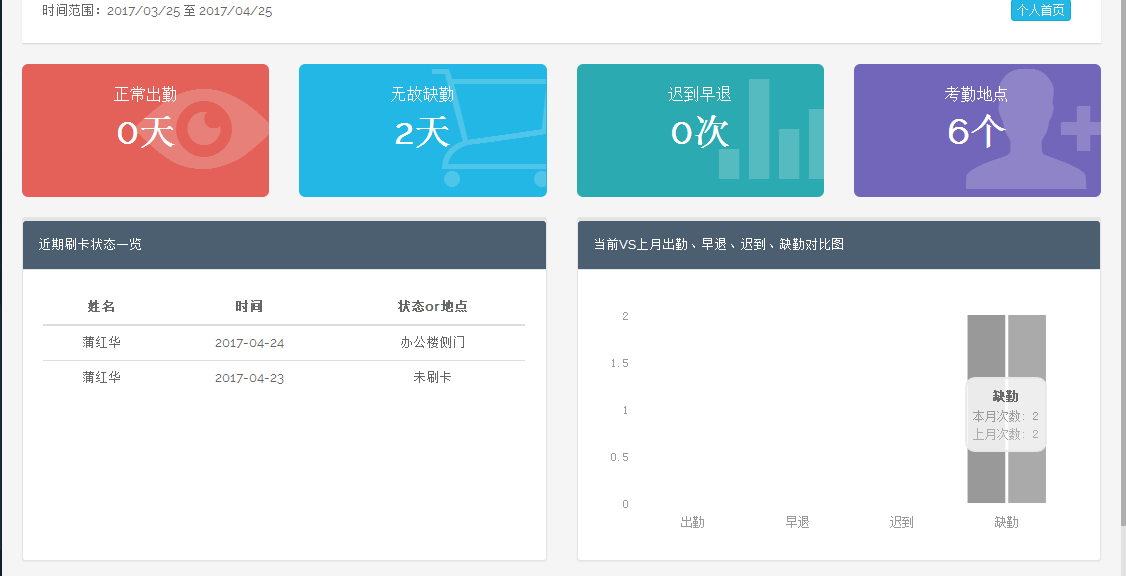 时间范围：2017/03/25 至 2017/04/25
个人首页
正常出勤
0天
无故缺勤
2天
迟到早退
0次
考勤地点
6个
近期刷卡状态一览
姓名 时间 状态or地点
蒲红华 2017-04-24 办公楼侧门
蒲红华 2017-04-23 未刷卡
当前VS上月出勤、早退、迟到、缺勤对比图
2
1.5
1
0.5
0
缺勤
本月次数: 2
上月次数: 2
出勤 早退 迟到 缺勤